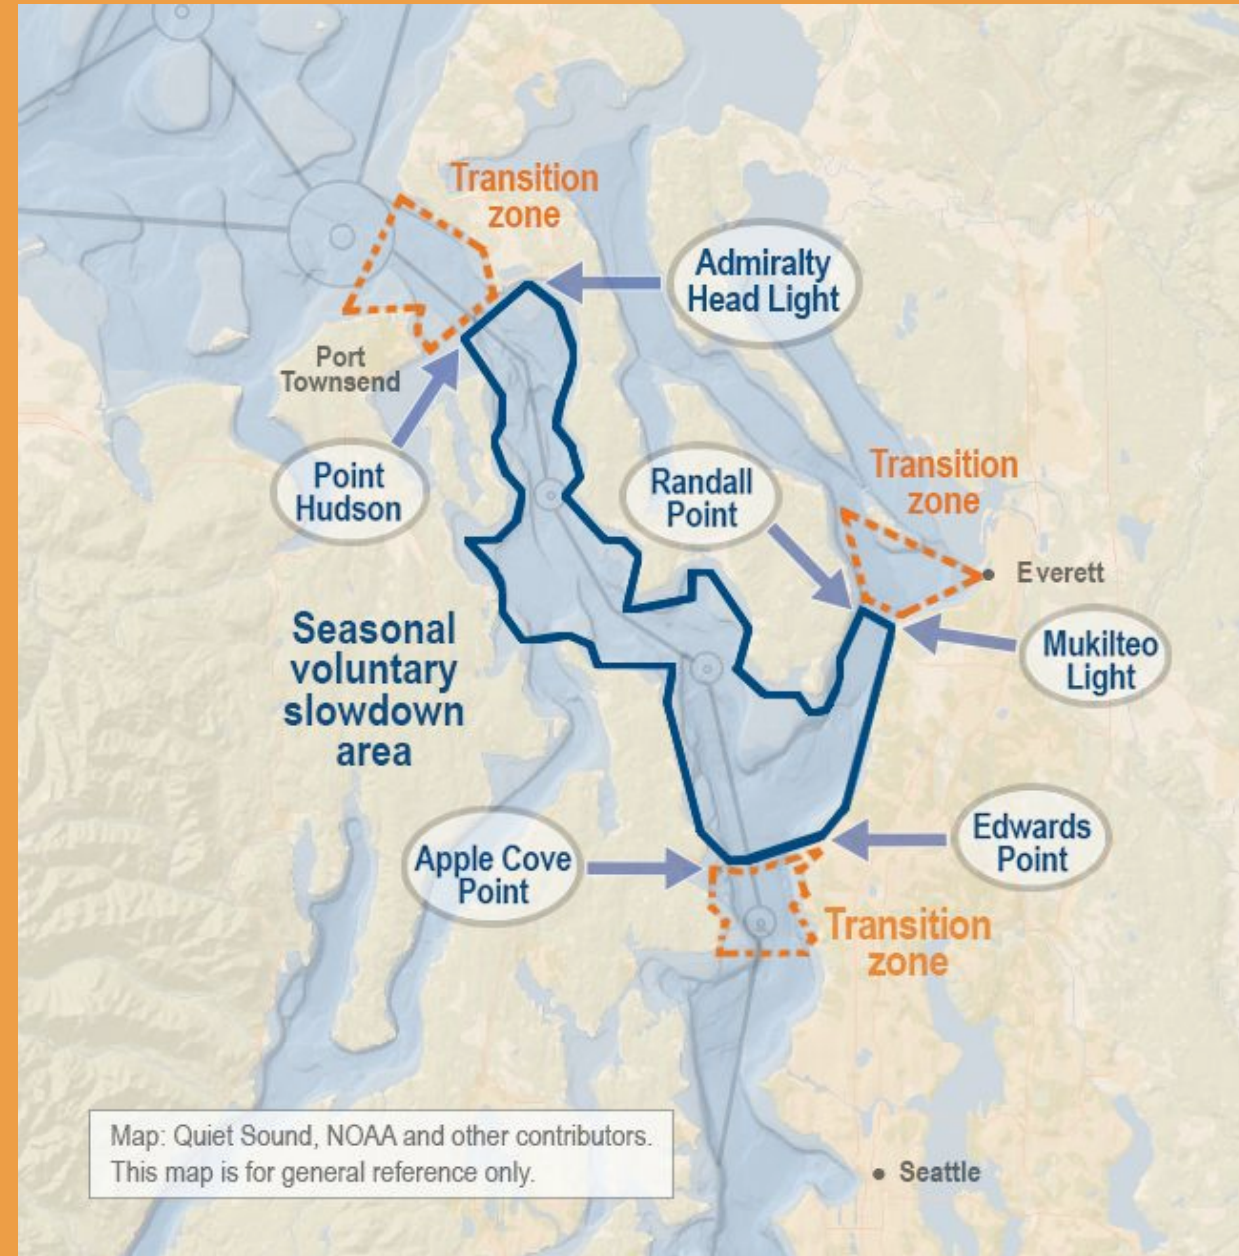 Transition
zone
Admiralty
Head Light
Port
Townsend
Point
Hudson
Randall
Point
Transition
zone
Everett
Seasonal
voluntary
slowdown
area
Mukilteo
Light
Apple Cove
Point
Edwards
Point
Transition
zone
Map: Quiet Sound, NOAA and other contributors.
This map is for general reference only.
Seattle